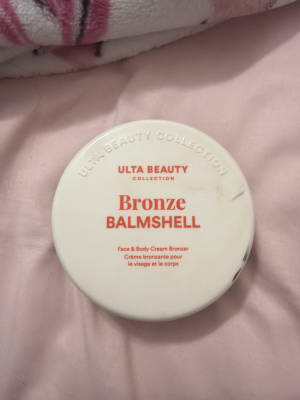 ULTA BEAUTY COLLECTION
ULTA BEAUTY
COLLECTION
Bronze
BALMSHELL
Face & Body Cream Bronzer
Crème bronzante pour
le visage et le corps